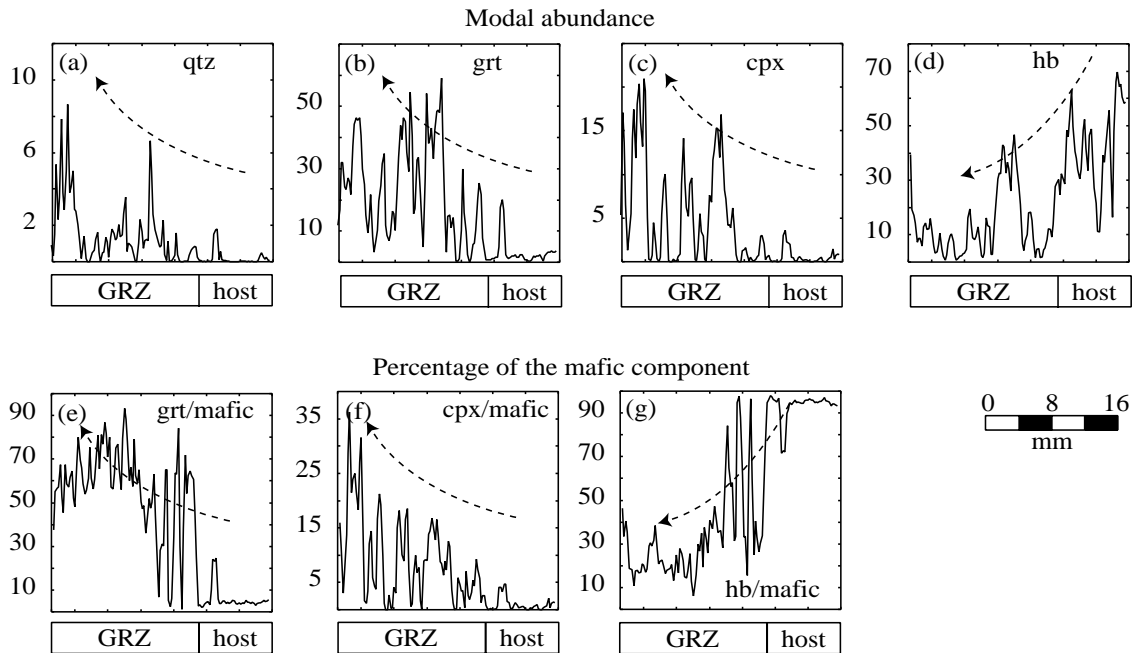 Modal abundance
(a) qtz
10
6
2
GRZ host
(b) grt
50
30
10
GRZ host
(c) cpx
15
5
GRZ host
(d) hb
70
50
30
10
GRZ host
Percentage of the mafic component
(e) grt/mafic
90
70
50
30
10
GRZ host
(f) cpx/mafic
35
25
15
5
GRZ host
(g)
90
70
50
30
10
hb/mafic
GRZ host
0 8 16
mm